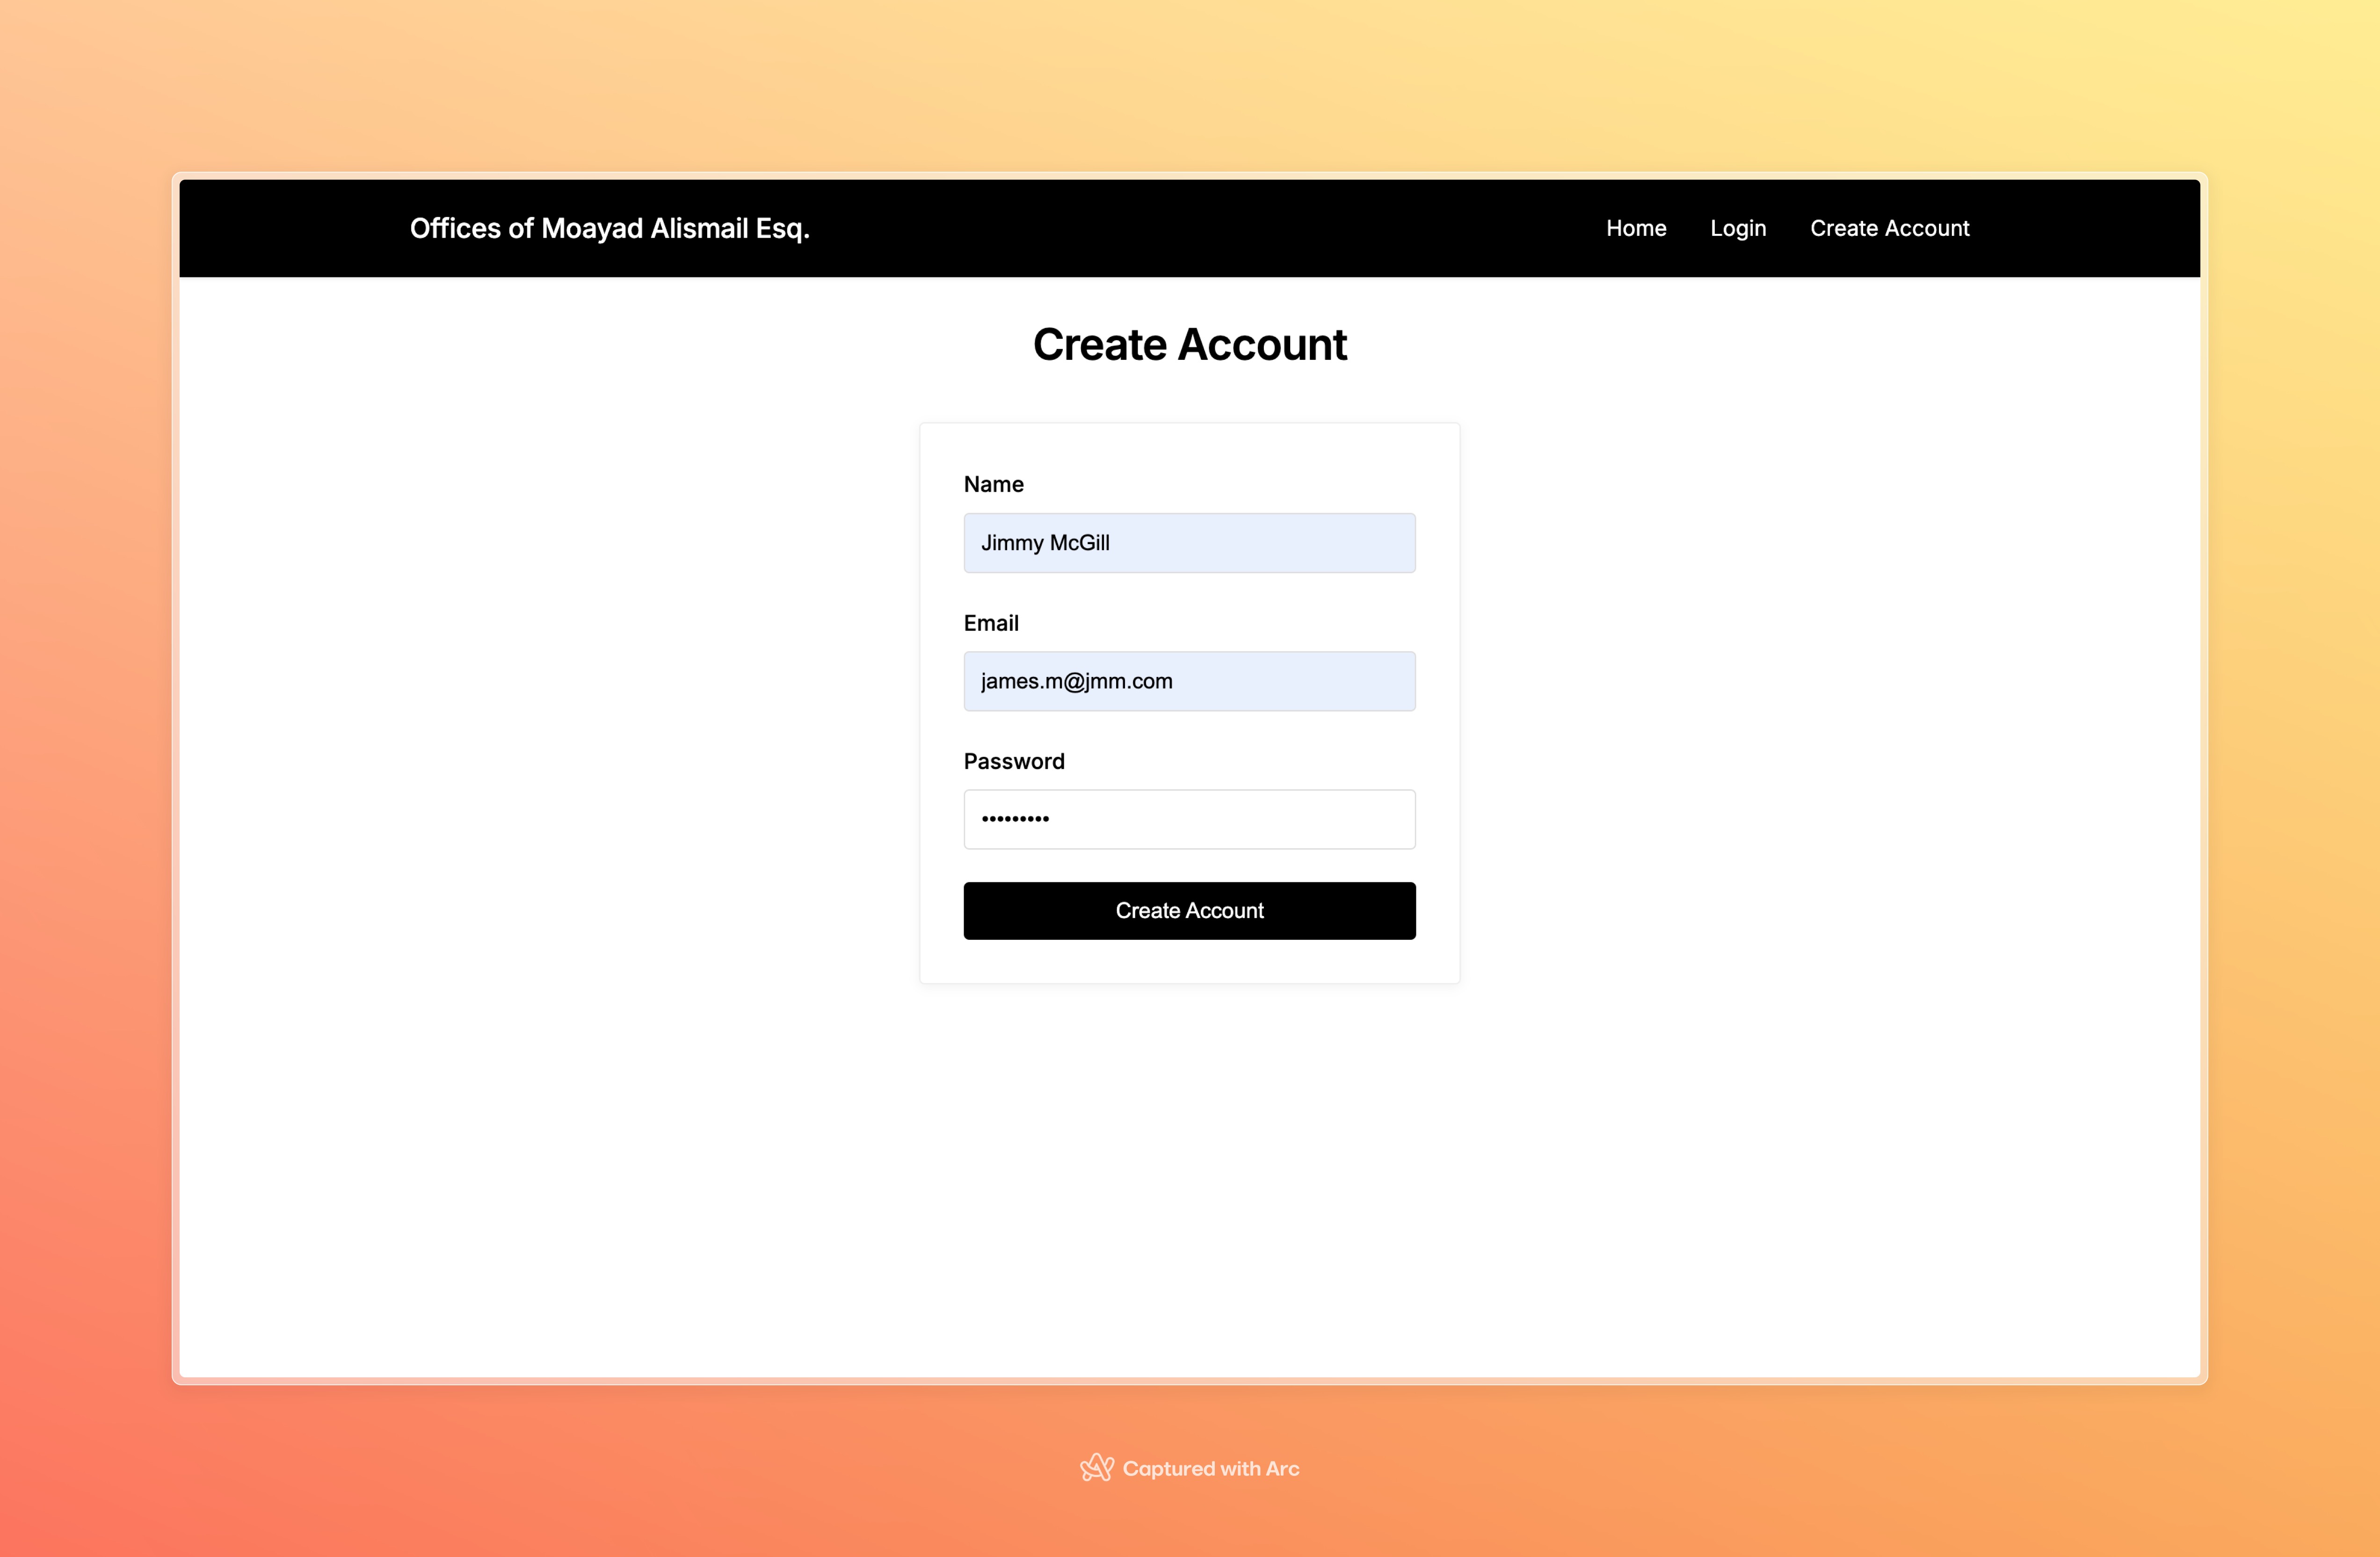 Offices of Moayad Alismail Esq.
Home Login Create Account
Create Account
Name
Jimmy McGill
Email
james.m@jmm.com
Password
•••••••••
Create Account
Captured with Arc